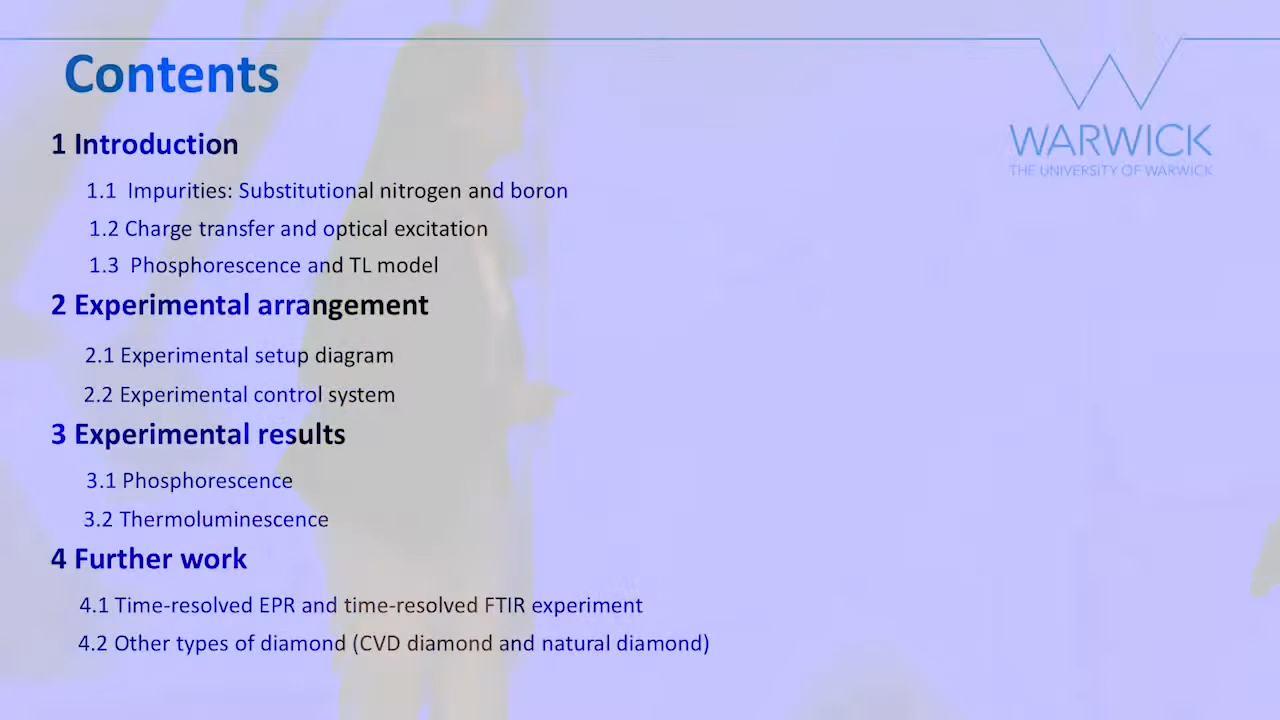 Contents
WARWICK
THE UNIVERSITY OF WARWICK
1 Introduction
1.1 Impurities: Substitutional nitrogen and boron
1.2 Charge transfer and optical excitation
1.3 Phosphorescence and TL model
2 Experimental arrangement
2.1 Experimental setup diagram
2.2 Experimental control system
3 Experimental results
3.1 Phosphorescence
3.2 Thermoluminescence
4 Further work
4.1 Time-resolved EPR and time-resolved FTIR experiment
4.2 Other types of diamond (CVD diamond and natural diamond)